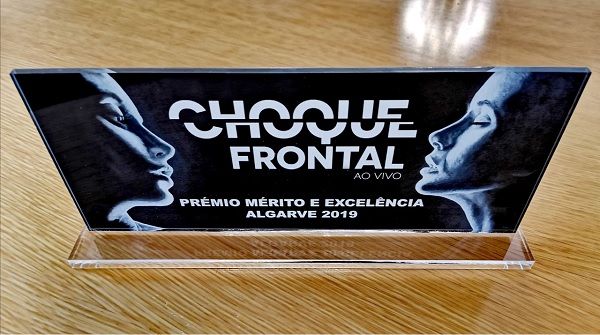 CHOQUE
FRONTAL
AO VIVO
PRÉMIO MÉRITO E EXCELÊNCIA
ALGARVE 2019